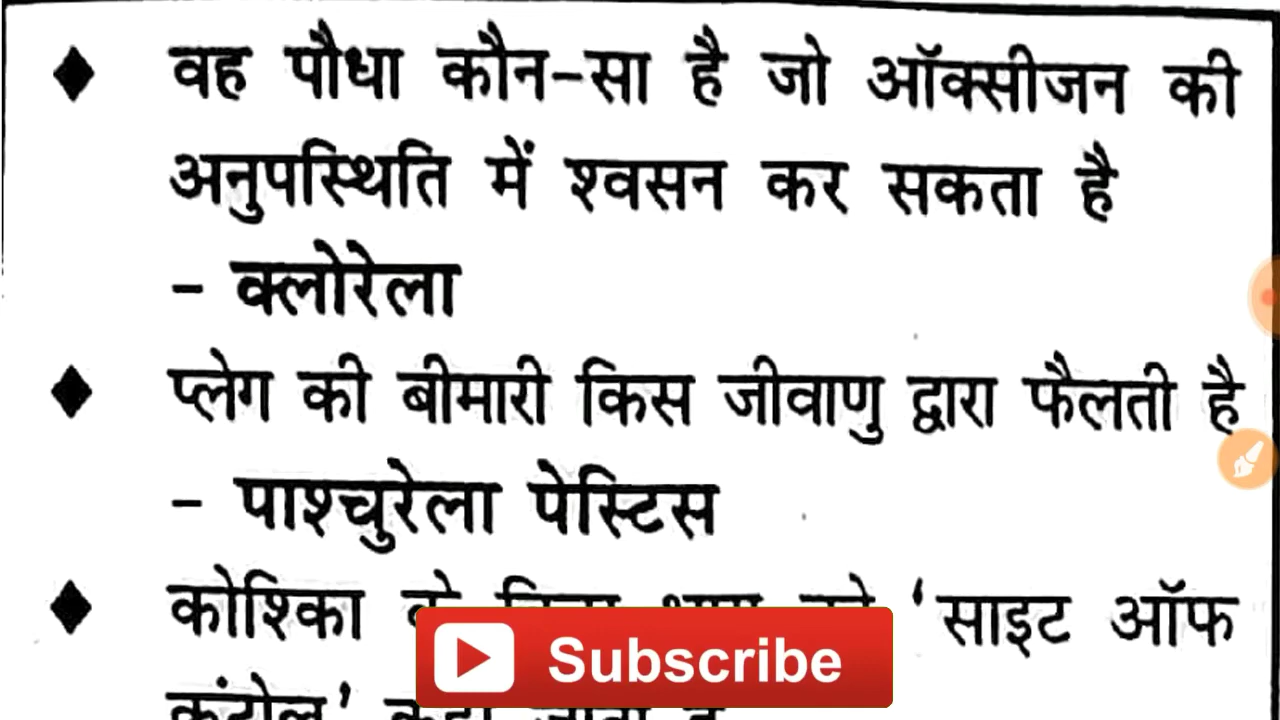 ♦ वह पौधा कौन-सा है जो ऑक्सीजन की
अनुपस्थिति में श्वसन कर सकता है
- क्लोरेला
♦ प्लेग की बीमारी किस जीवाणु द्वारा फैलती है
- पाश्चुरेला पेस्टिस
♦ कोश्किा 'साइट ऑफ
Subscribe